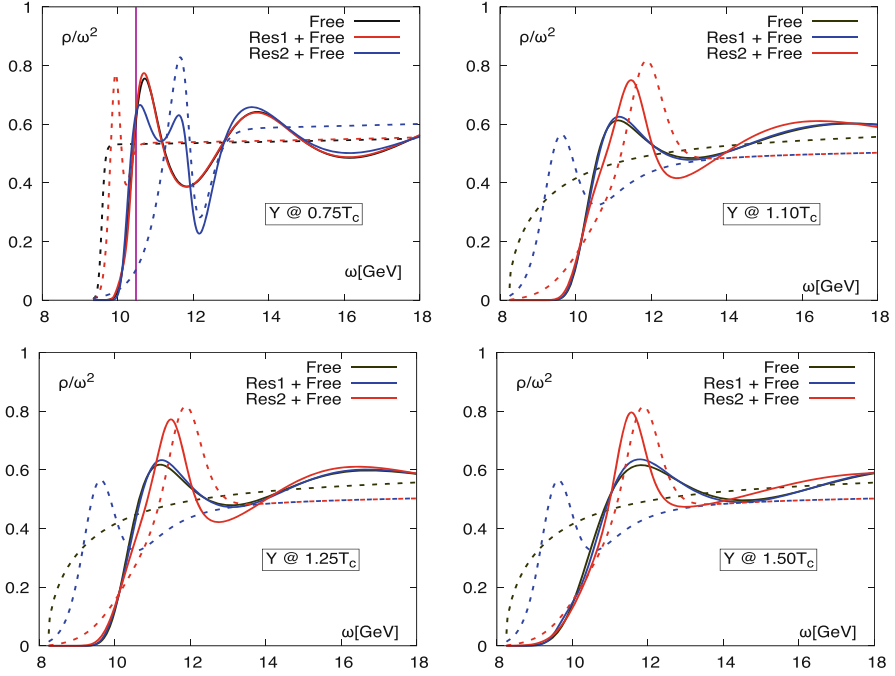 1
0.8
0.6
0.4
0.2
0
8 10 12 14 16 18
ρ/ω²
Free
Res1 + Free
Res2 + Free
Y @ 0.75Tc
ω[GeV]
1
0.8
0.6
0.4
0.2
0
8 10 12 14 16 18
ρ/ω²
Free
Res1 + Free
Res2 + Free
Y @ 1.10Tc
ω[GeV]
1
0.8
0.6
0.4
0.2
0
8 10 12 14 16 18
ρ/ω²
Free
Res1 + Free
Res2 + Free
Y @ 1.25Tc
ω[GeV]
1
0.8
0.6
0.4
0.2
0
8 10 12 14 16 18
ρ/ω²
Free
Res1 + Free
Res2 + Free
Y @ 1.50Tc
ω[GeV]